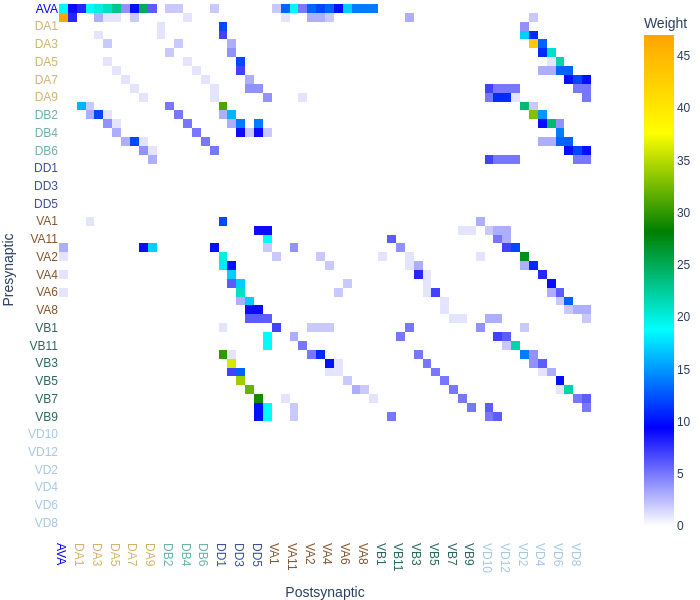 Weight
AVA
DA1
DA3
DA5
DA7
DA9
DB2
DB4
DB6
DD1
DD3
DD5
VA1
VA11
VA2
VA4
VA6
VA8
VB1
VB11
VB3
VB5
VB7
VB9
VD10
VD12
VD2
VD4
VD6
VD8
Presynaptic
45
40
35
30
25
20
15
10
5
0
AVA
DA1
DA3
DA5
DA7
DA9
DB2
DB4
DB6
DD1
DD3
DD5
VA1
VA11
VA2
VA4
VA6
VA8
VB1
VB11
VB3
VB5
VB7
VB9
VD10
VD12
VD2
VD4
VD6
VD8
Postsynaptic